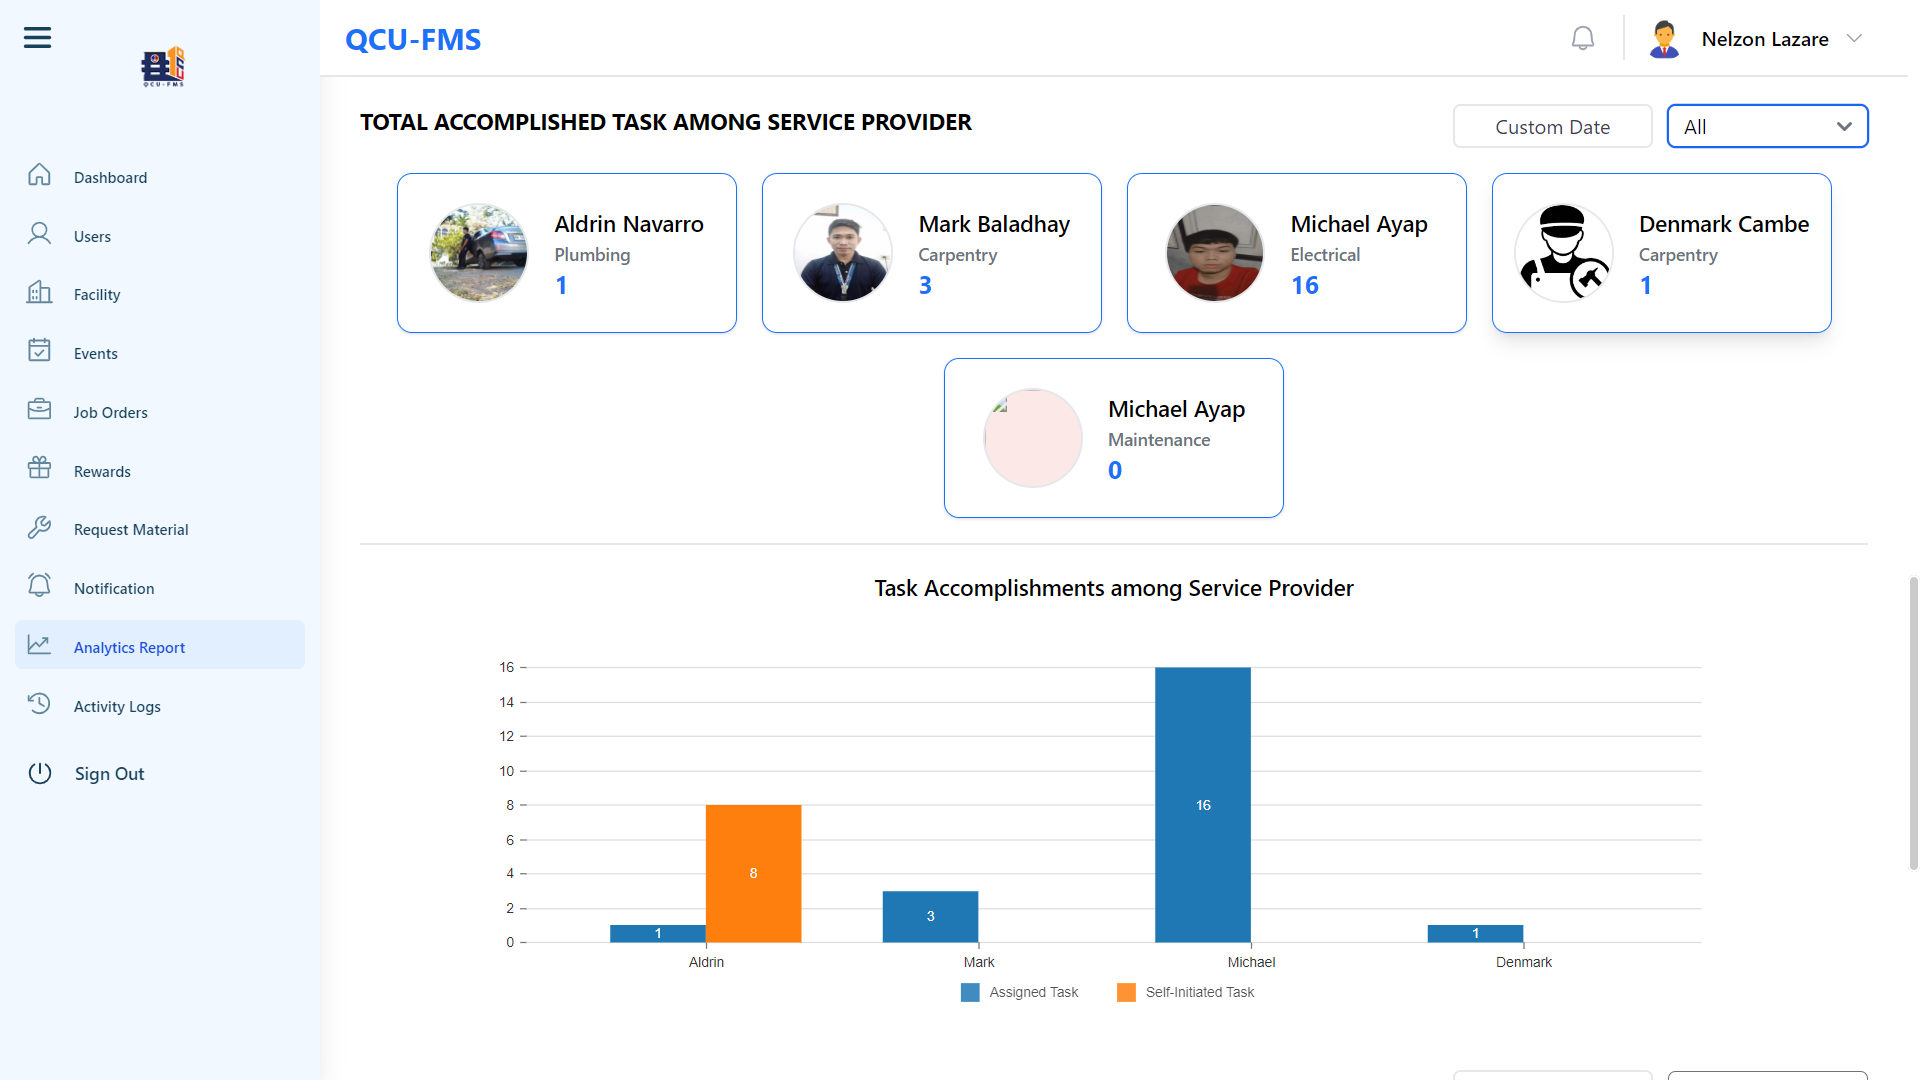 QCU-FMS
Nelzon Lazare
QCU-FMS
Dashboard
Users
Facility
Events
Job Orders
Rewards
Request Material
Notification
Analytics Report
Activity Logs
Sign Out
TOTAL ACCOMPLISHED TASK AMONG SERVICE PROVIDER
Custom Date
All
Aldrin Navarro
Plumbing
1
Mark Baladhay
Carpentry
3
Michael Ayap
Electrical
16
Denmark Cambe
Carpentry
1
Michael Ayap
Maintenance
0
Task Accomplishments among Service Provider
16
14
12
10
8
6
4
2
0
1
8
3
16
1
Aldrin
Mark
Michael
Denmark
Assigned Task
Self-Initiated Task